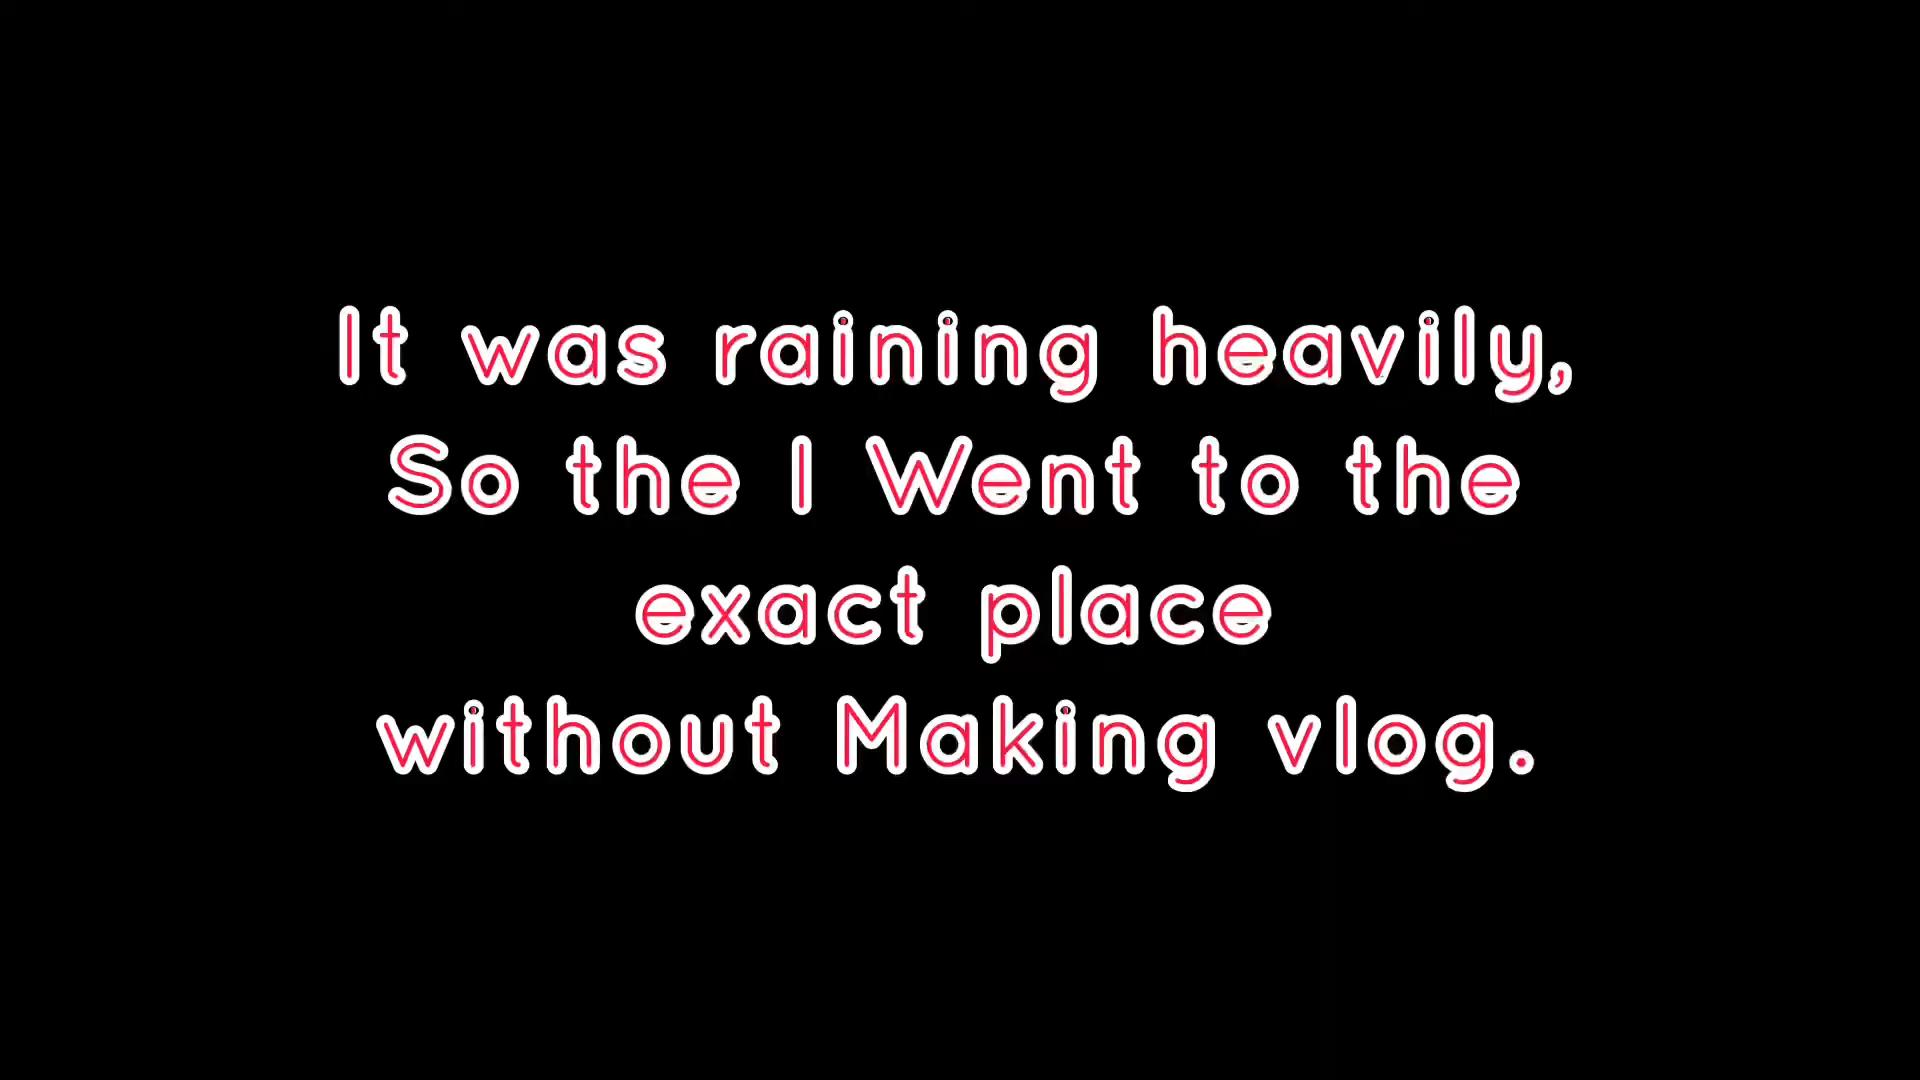 It was raining heavily,
So the I Went to the
exact place
without Making vlog.